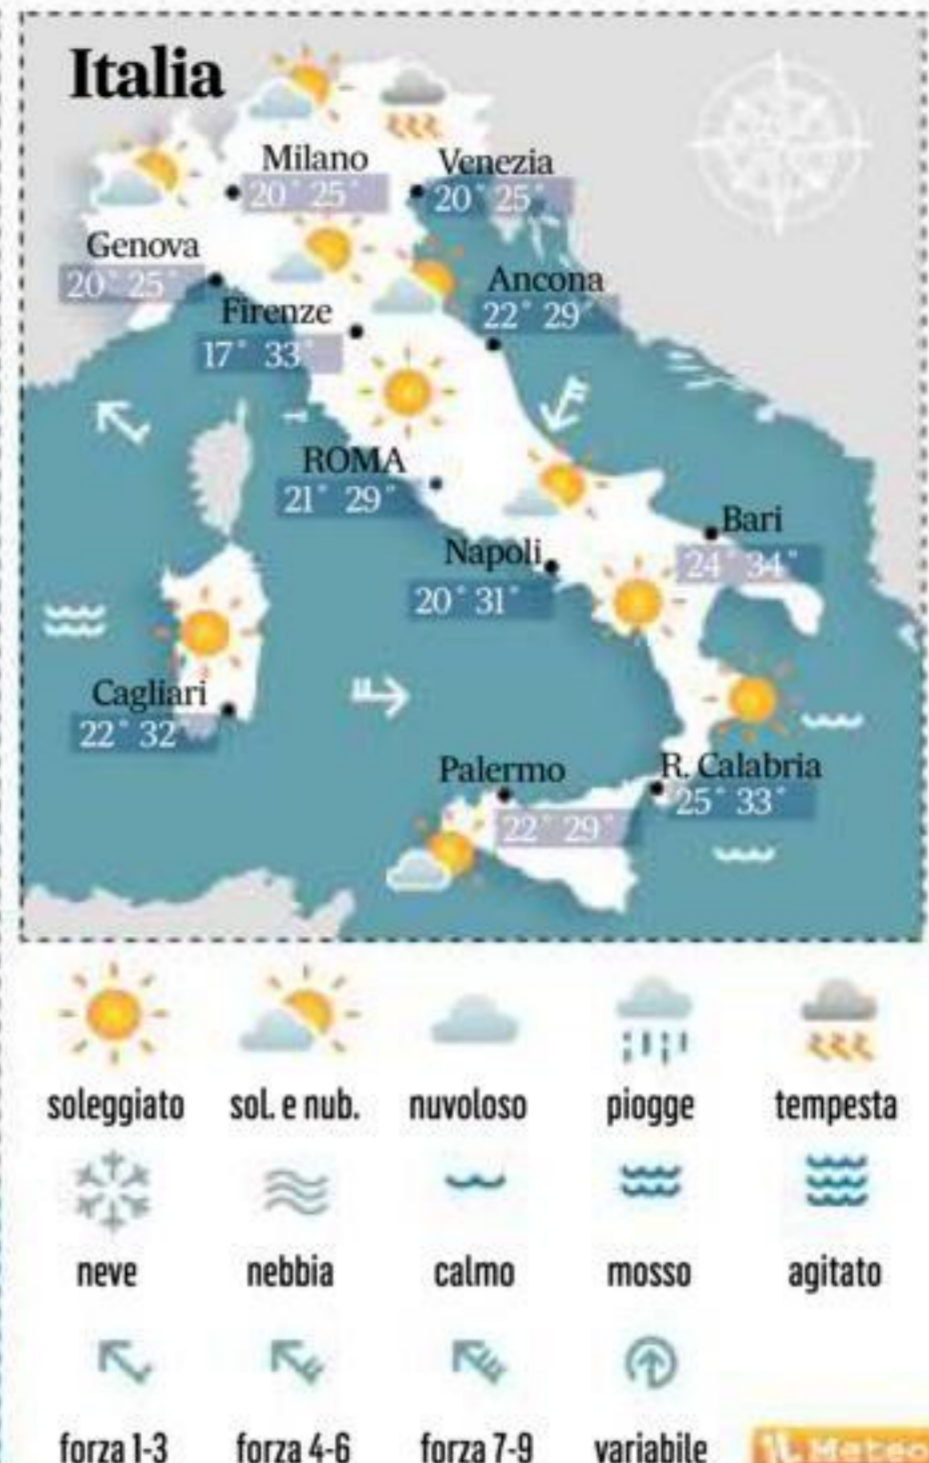 Italia
Milano
20° 25°
Venezia
20° 25°
Genova
20° 25°
Ancona
22° 29°
Firenze
17° 33°
ROMA
21° 29°
Bari
24° 34°
Napoli
20° 31°
Cagliari
22° 32°
Palermo
22° 29°
R. Calabria
25° 33°
soleggiato sol. e nub. nuvoloso piogge tempesta
neve nebbia calmo mosso agitato
forza 1-3 forza 4-6 forza 7-9 variabile
iL Meteo